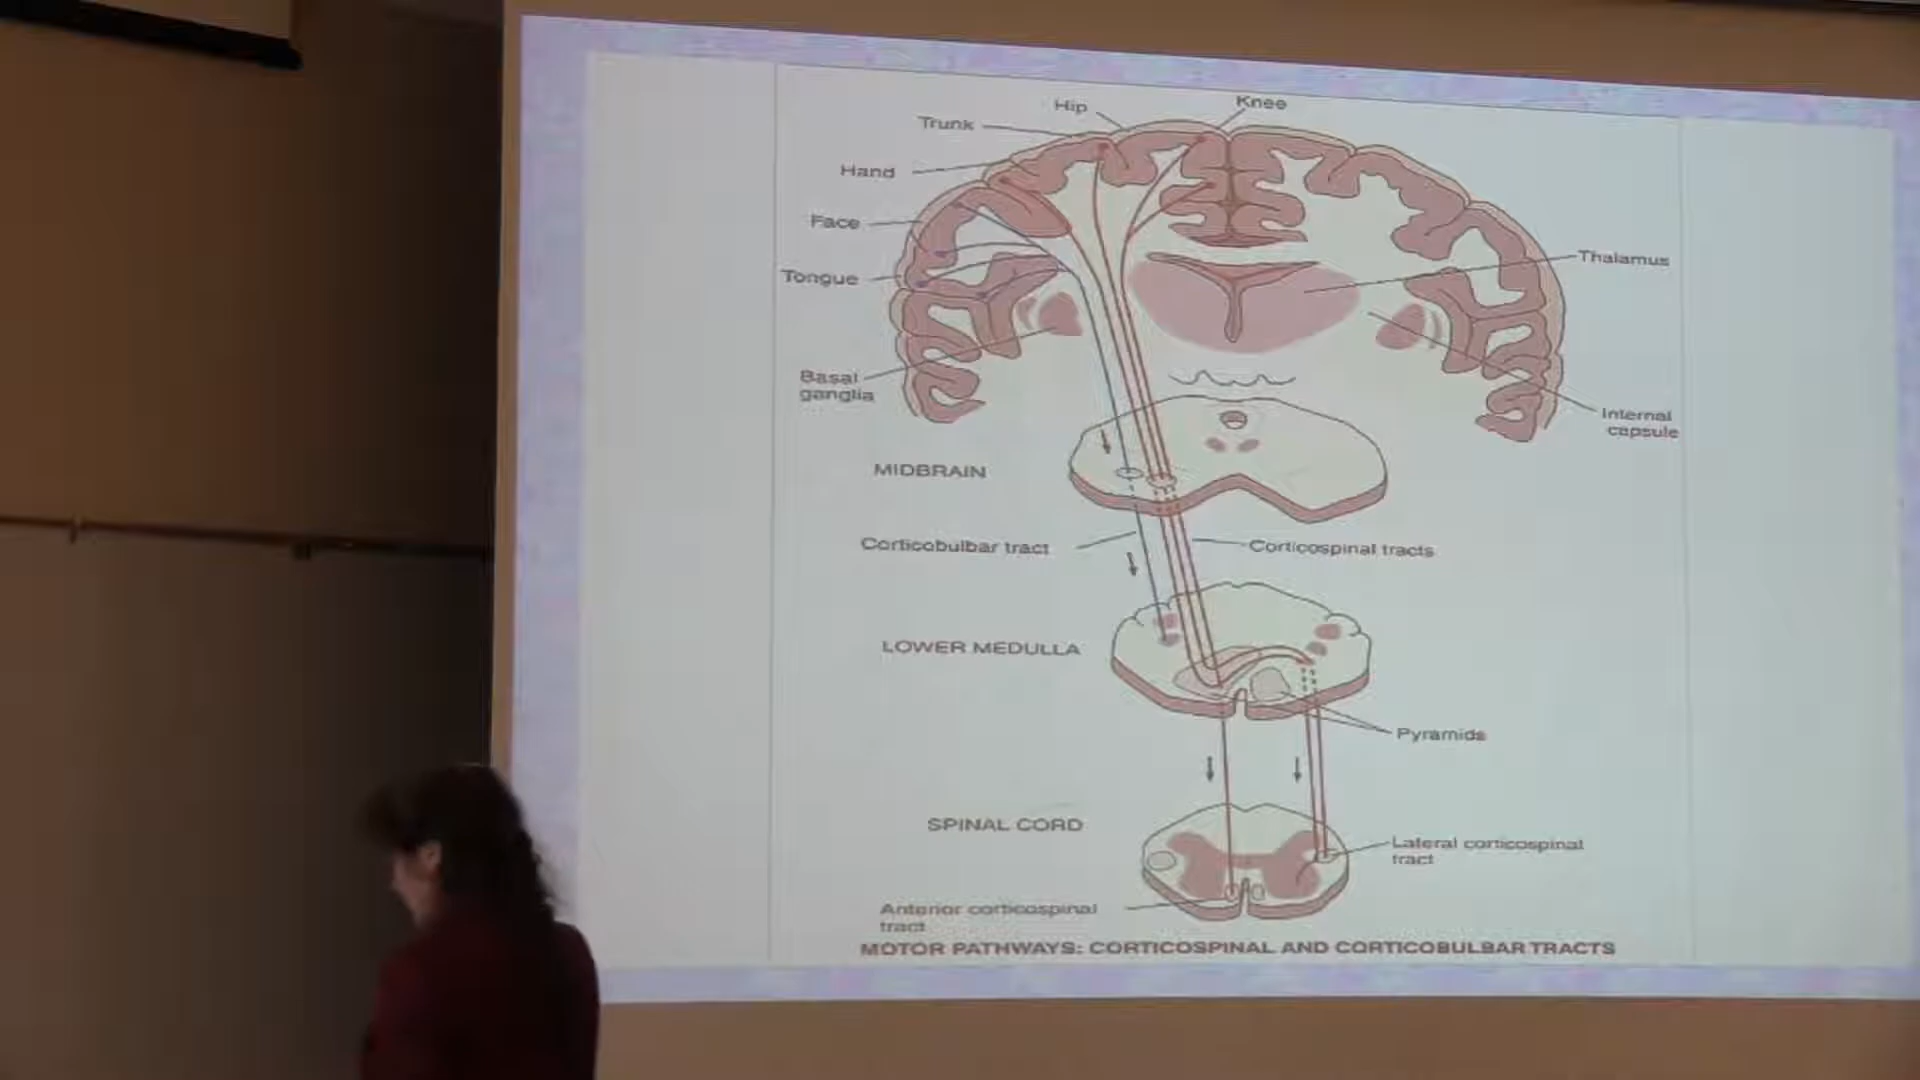 Hip
Knee
Trunk
Hand
Face
Thalamus
Tongue
Basal
ganglia
Internal
capsule
MIDBRAIN
Corticobulbar tract
Corticospinal tracts
LOWER MEDULLA
Pyramids
SPINAL CORD
Lateral corticospinal
tract
Anterior corticospinal
tract
MOTOR PATHWAYS: CORTICOSPINAL AND CORTICOBULBAR TRACTS